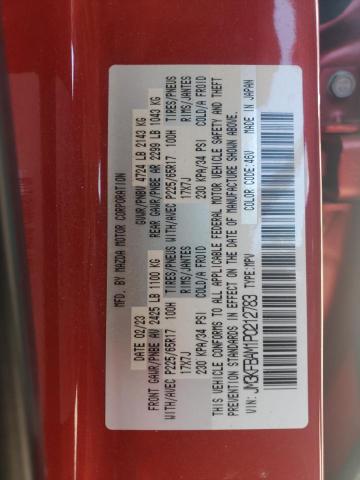 MFD. BY MAZDA MOTOR CORPORATION
02/23 GVWR/PNBV 4724 LB 2143 KG
FRONT GAWR/PNBE AV 2425 LB 1100 KG REAR GAWR/PNBE AR 2299 LB 1043 KG
WITH/AVEC P225/65R17 100H TIRES/PNEUS WITH/AVEC P225/65R17 100H TIRES/PNEUS
17X7J RIMS/JANTES 17X7J RIMS/JANTES
230 KPA/34 PSI COLD/A FROID 230 KPA/34 PSI COLD/A FROID
THIS VEHICLE CONFORMS TO ALL APPLICABLE FEDERAL MOTOR VEHICLE SAFETY AND THEFT
PREVENTION STANDARDS IN EFFECT ON THE DATE OF MANUFACTURE SHOWN ABOVE.
JM3KFBAM1P0212783 TYPE:MPV
VIN: COLOR CODE:46V MADE IN JAPAN